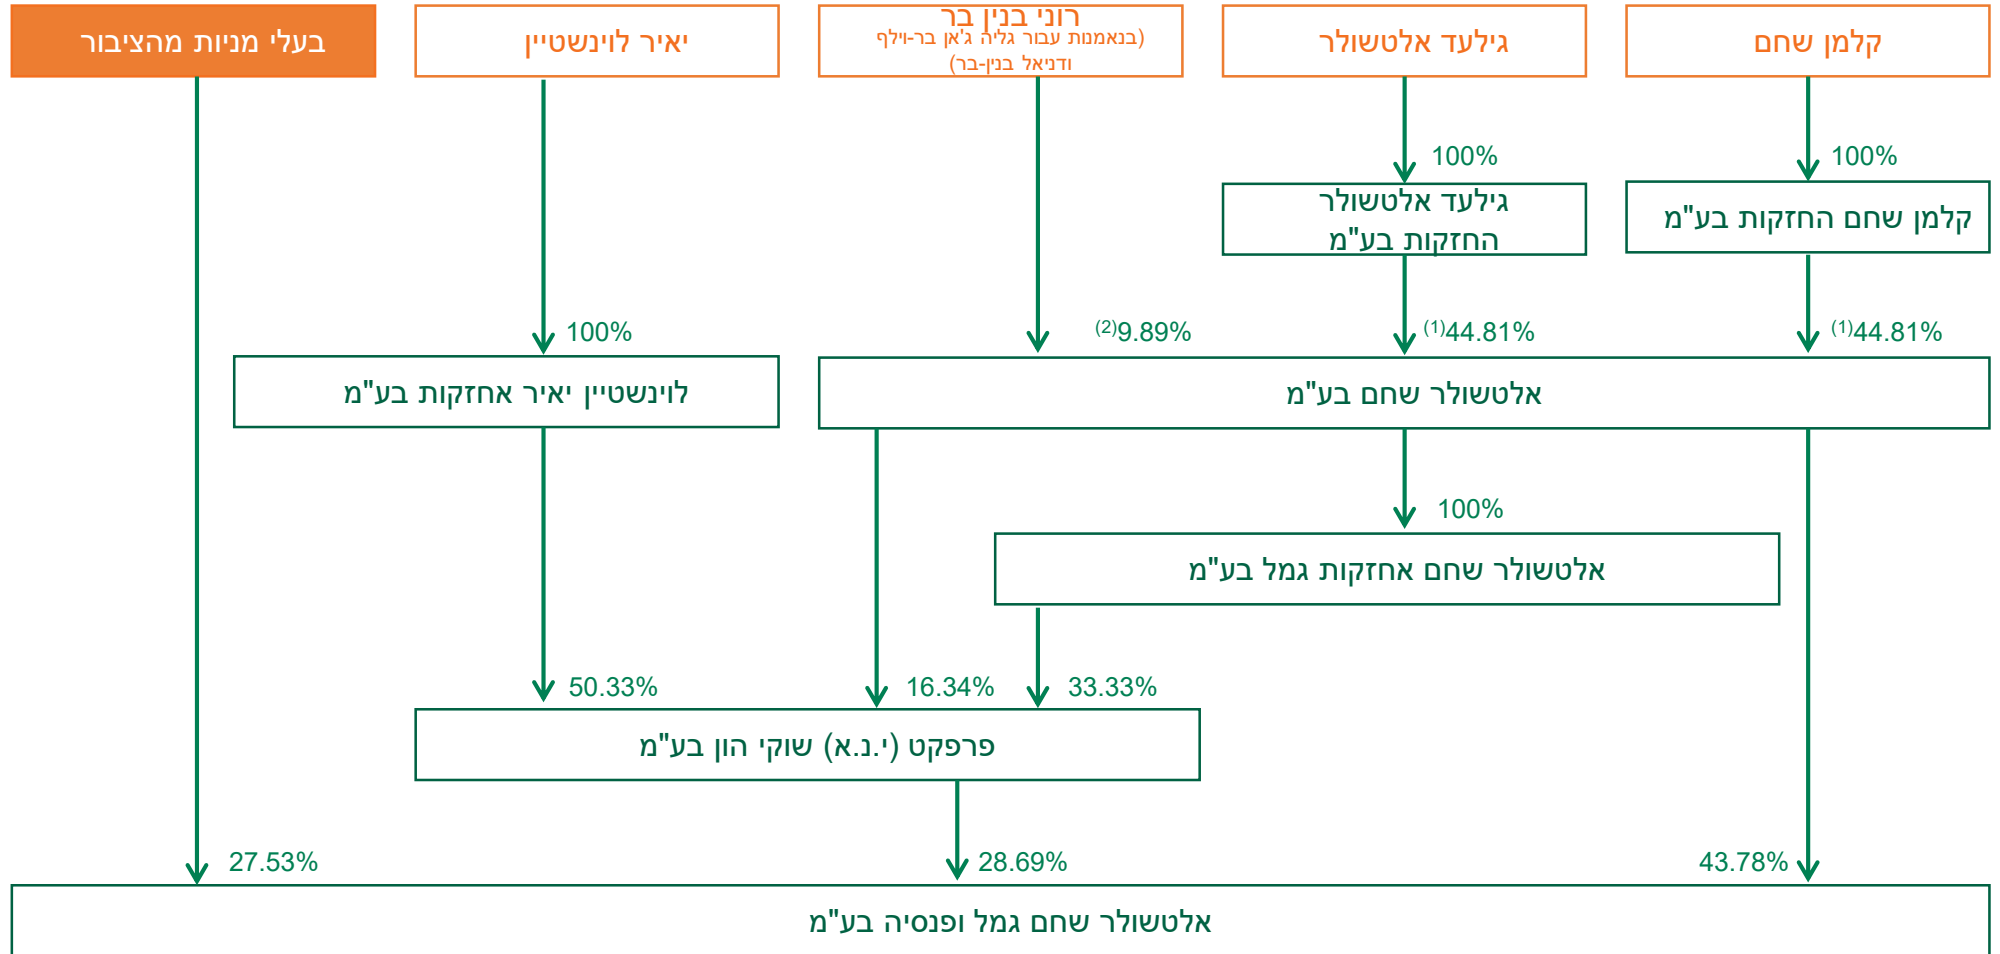 קלמן שחם
גילעד אלטשולר
רוני בנין בר
(בנאמנות עבור גליה ג'אן בר-וילף
ודניאל בנין-בר)
יאיר לוינשטיין
בעלי מניות מהציבור
100%
100%
קלמן שחם החזקות בע"מ
גילעד אלטשולר
החזקות בע"מ
(1)44.81%
(1)44.81%
(2)9.89%
100%
אלטשולר שחם בע"מ
לוינשטיין יאיר אחזקות בע"מ
100%
אלטשולר שחם אחזקות גמל בע"מ
33.33%
16.34%
50.33%
פרפקט (י.נ.א) שוקי הון בע"מ
43.78%
28.69%
27.53%
אלטשולר שחם גמל ופנסיה בע"מ